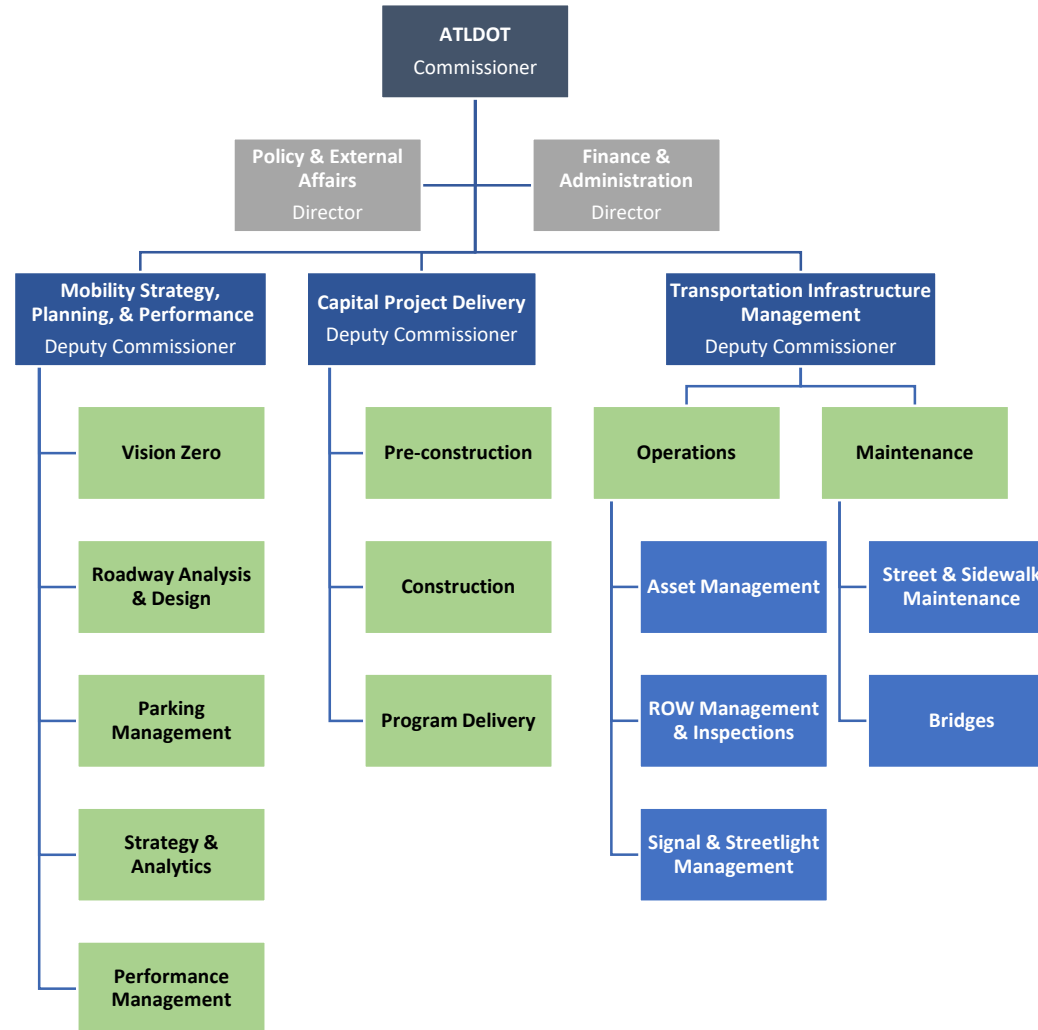 ATLDOT
Commissioner
Policy & External
Affairs
Director
Finance &
Administration
Director
Mobility Strategy,
Planning, & Performance
Deputy Commissioner
Capital Project Delivery
Deputy Commissioner
Transportation Infrastructure
Management
Deputy Commissioner
Vision Zero
Roadway Analysis
& Design
Parking
Management
Strategy &
Analytics
Performance
Management
Pre-construction
Construction
Program Delivery
Operations
Asset Management
ROW Management
& Inspections
Signal & Streetlight
Management
Maintenance
Street & Sidewalk
Maintenance
Bridges